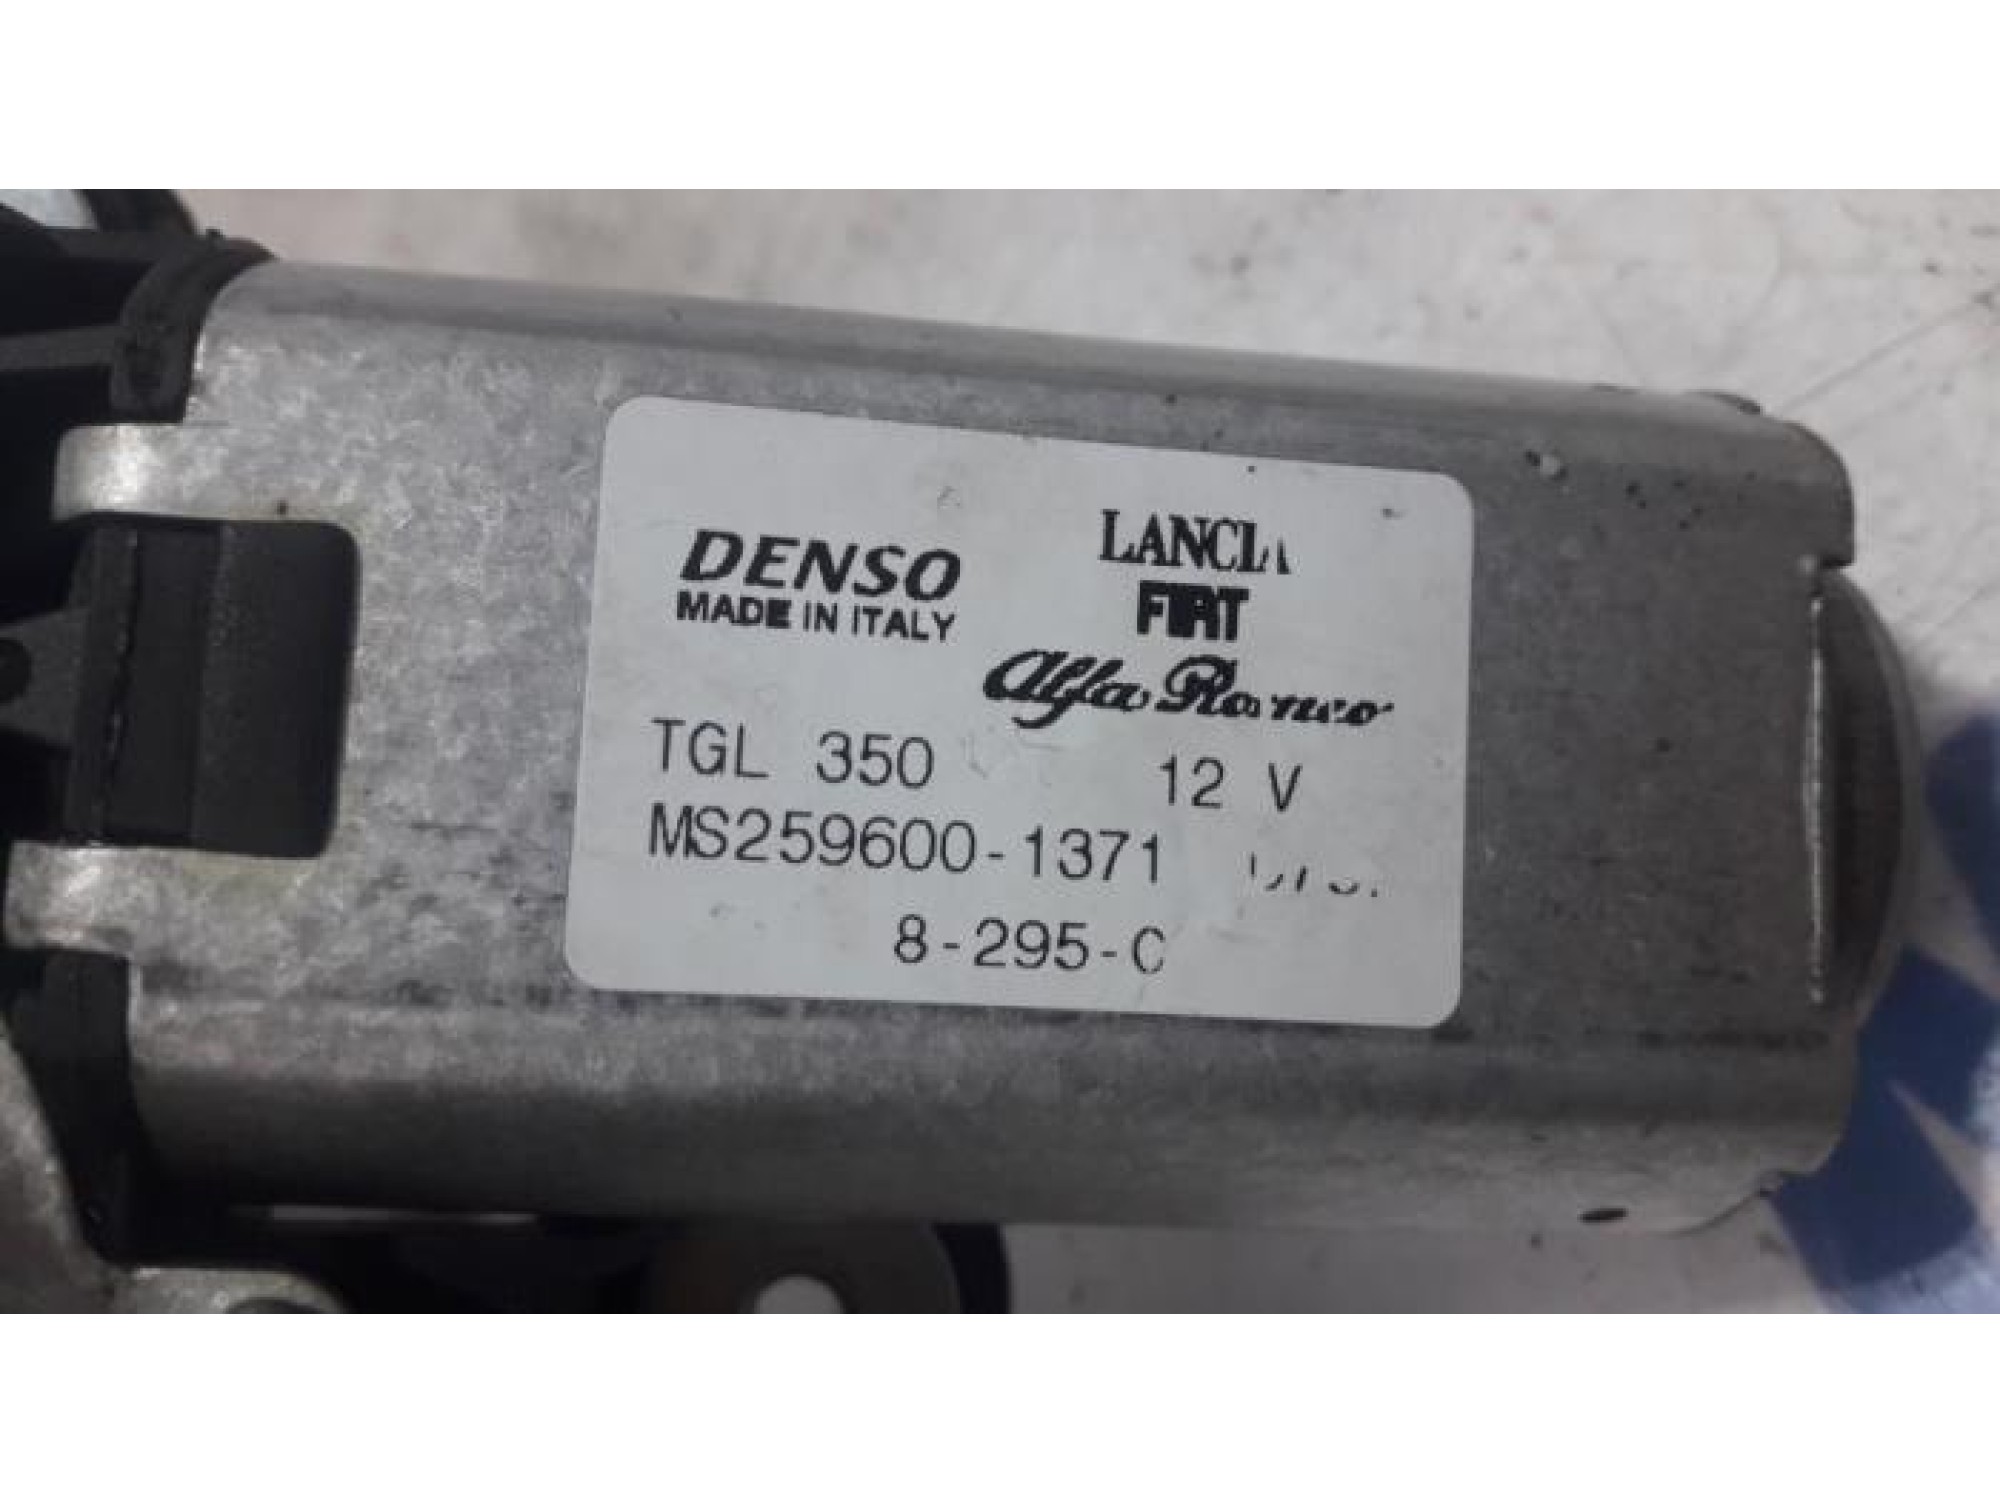 DENSO
MADE IN ITALY
LANCIA
FIAT
Alfa Romeo
TGL 350 12 V
MS259600-1371
8-295-C